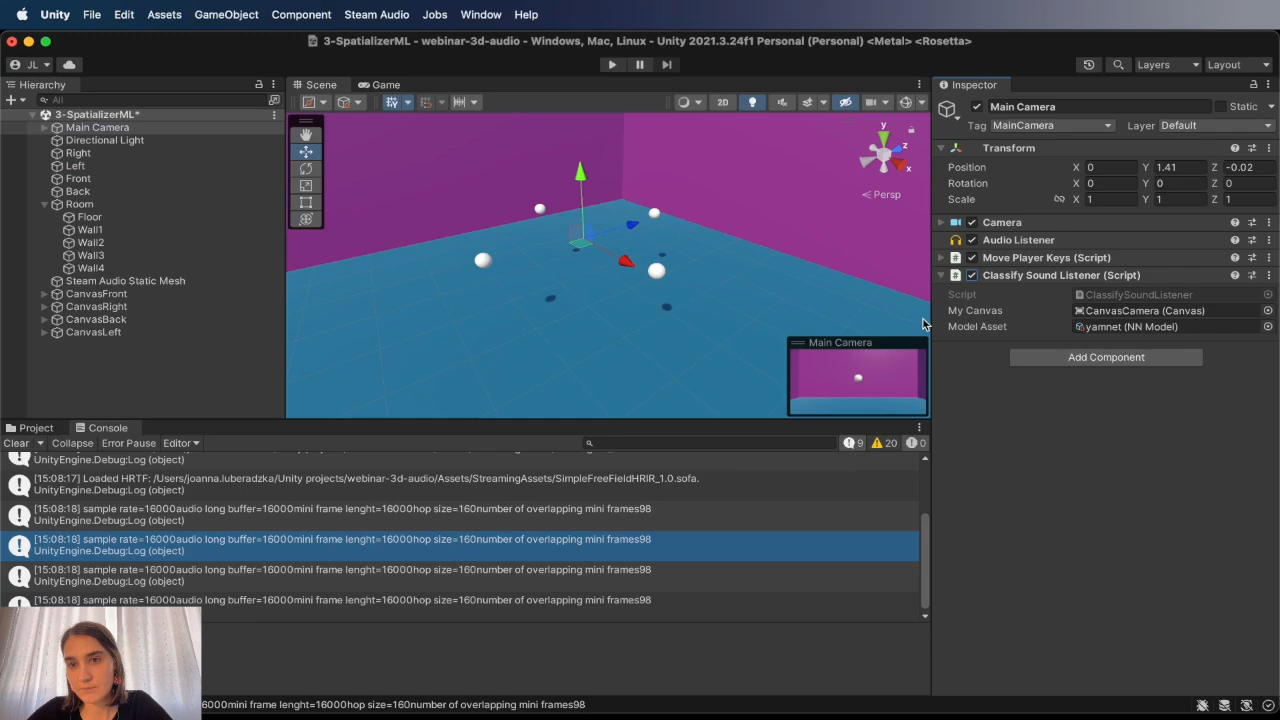 Unity File Edit Assets GameObject Component Steam Audio Jobs Window Help
3-SpatializerML - webinar-3d-audio - Windows, Mac, Linux - Unity 2021.3.24f1 Personal (Personal) <Metal> <Rosetta>
JL Layers Layout
Hierarchy
All
3-SpatializerML*
Main Camera
Directional Light
Right
Left
Front
Back
Room
Floor
Wall1
Wall2
Wall3
Wall4
Steam Audio Static Mesh
CanvasFront
CanvasRight
CanvasBack
CanvasLeft
Scene Game
2D
y
z
x
Persp
Main Camera
Inspector
Main Camera Static
Tag MainCamera Layer Default
Transform
Position X 0 Y 1.41 Z -0.02
Rotation X 0 Y 0 Z 0
Scale X 1 Y 1 Z 1
Camera
Audio Listener
Move Player Keys (Script)
Classify Sound Listener (Script)
Script ClassifySoundListener
My Canvas CanvasCamera (Canvas)
Model Asset yamnet (NN Model)
Add Component
Project Console
Clear Collapse Error Pause Editor 9 20 0
UnityEngine.Debug:Log (object)
[15:08:17] Loaded HRTF: /Users/joanna.luberadzka/Unity projects/webinar-3d-audio/Assets/StreamingAssets/SimpleFreeFieldHRIR_1.0.sofa.
UnityEngine.Debug:Log (object)
[15:08:18] sample rate=16000audio long buffer=16000mini frame lenght=16000hop size=160number of overlapping mini frames98
UnityEngine.Debug:Log (object)
[15:08:18] sample rate=16000audio long buffer=16000mini frame lenght=16000hop size=160number of overlapping mini frames98
UnityEngine.Debug:Log (object)
[15:08:18] sample rate=16000audio long buffer=16000mini frame lenght=16000hop size=160number of overlapping mini frames98
UnityEngine.Debug:Log (object)
[15:08:18] sample rate=16000audio long buffer=16000mini frame lenght=16000hop size=160number of overlapping mini frames98
6000mini frame lenght=16000hop size=160number of overlapping mini frames98